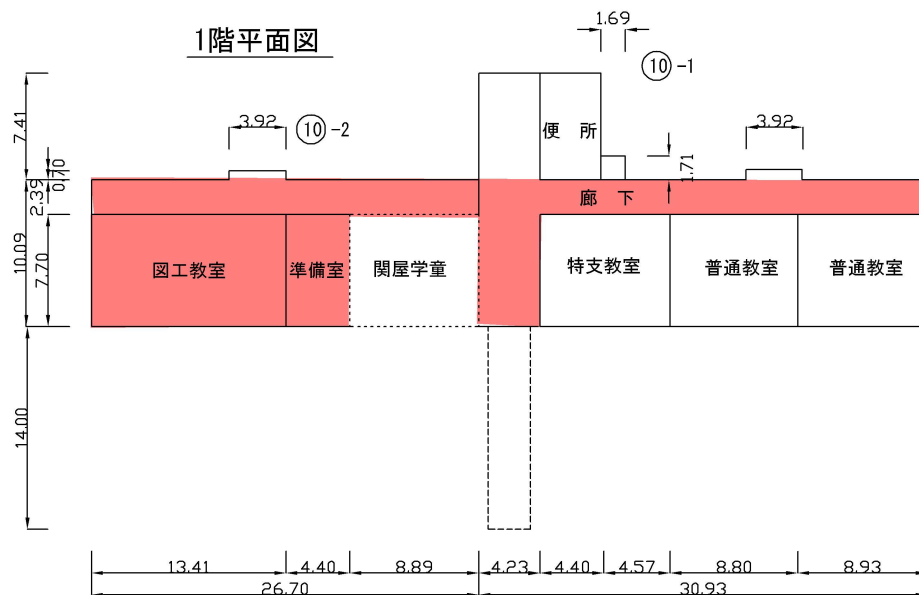 1階平面図
1.69
⑩-1
3.92
⑩-2
3.92
7.41
便 所
1.71
0.70
2.39
廊 下
10.09
7.70
図工教室
準備室
関屋学童
特支教室
普通教室
普通教室
14.00
13.41
4.40
8.89
4.23
4.40
4.57
8.80
8.93
26.70
30.93